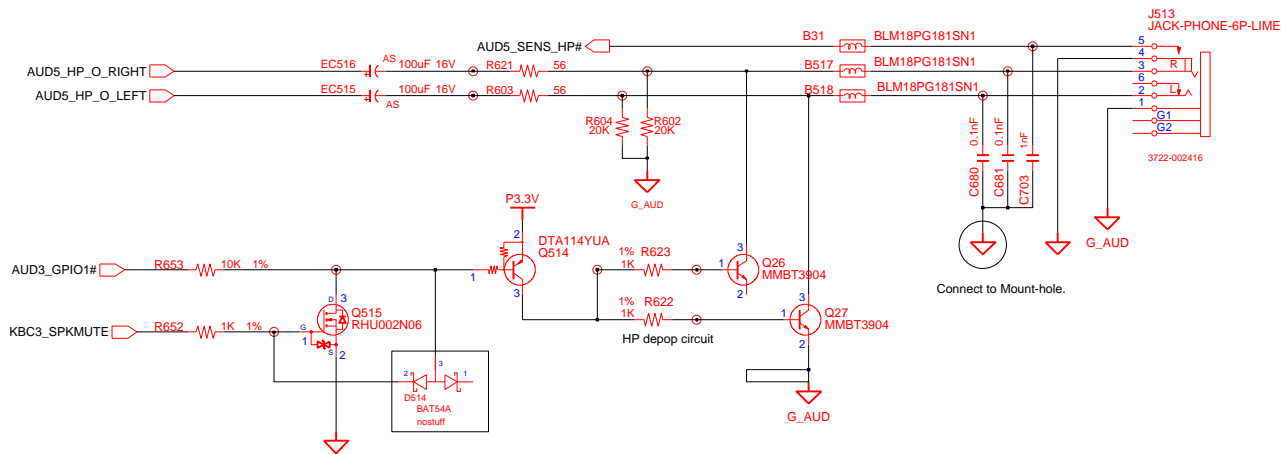 J513
JACK-PHONE-6P-LIME
AUD5_SENS_HP#
B31
BLM18PG181SN1
5
4
AUD5_HP_O_RIGHT
EC516
AS
100uF 16V
R621
56
B517
BLM18PG181SN1
3
R
6
AUD5_HP_O_LEFT
EC515
AS
100uF 16V
R603
56
B518
BLM18PG181SN1
2
L
1
G1
G2
3722-002416
R604
20K
R602
20K
G_AUD
0.1nF
C680
0.1nF
C681
1nF
C703
G_AUD
Connect to Mount-hole.
P3.3V
2
DTA114YUA
Q514
1
3
AUD3_GPIO1#
R653
10K
1%
1%
1K
R623
1
3
2
Q26
MMBT3904
D
3
Q515
RHU002N06
G
1
S
2
KBC3_SPKMUTE
R652
1K
1%
1%
1K
R622
HP depop circuit
1
3
2
Q27
MMBT3904
G_AUD
2
3
1
D514
BAT54A
nostuff